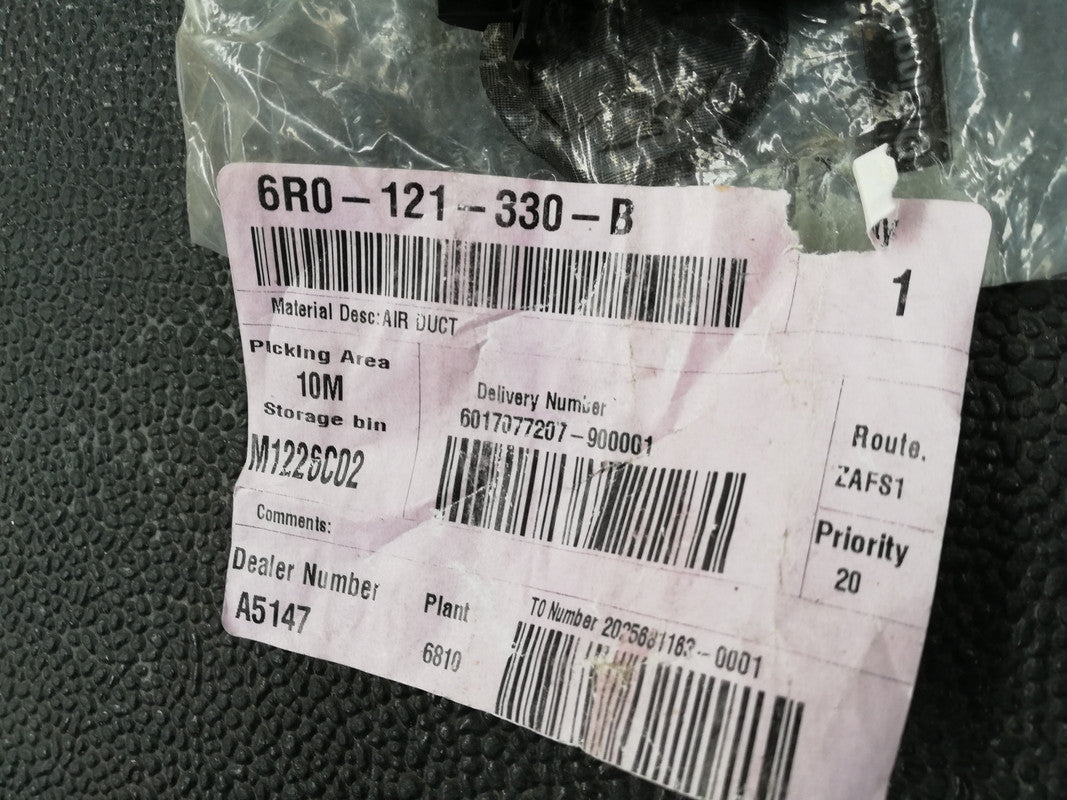 6R0-121-330-B
1
Material Desc:AIR DUCT
Picking Area
10M
Storage bin
M1226C02
Delivery Number
6017077207-900001
Route.
ZAFS1
Priority
20
Comments:
Dealer Number
A5147
Plant
6810
TO Number 2025681183-0001